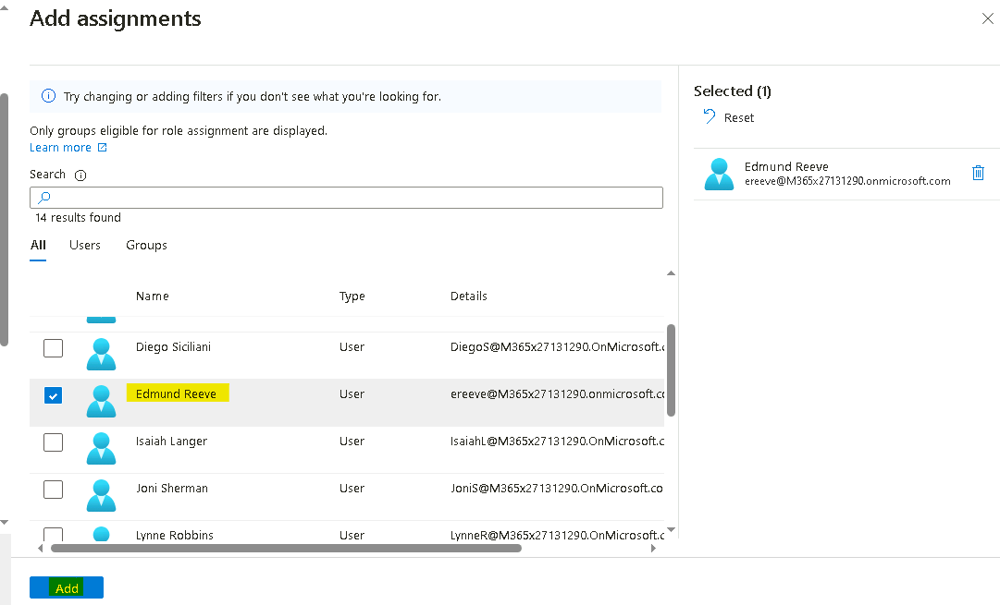 Add assignments
Try changing or adding filters if you don't see what you're looking for.
Only groups eligible for role assignment are displayed.
Learn more
Search
14 results found
All Users Groups
Name Type Details
Diego Siciliani User DiegoS@M365x27131290.OnMicrosoft.c
Edmund Reeve User ereeve@M365x27131290.onmicrosoft.co
Isaiah Langer User IsaiahL@M365x27131290.OnMicrosoft.c
Joni Sherman User JoniS@M365x27131290.OnMicrosoft.co
Lynne Robbins User LynneR@M365x27131290.OnMicrosoft.c
Add
Selected (1)
Reset
Edmund Reeve
ereeve@M365x27131290.onmicrosoft.com